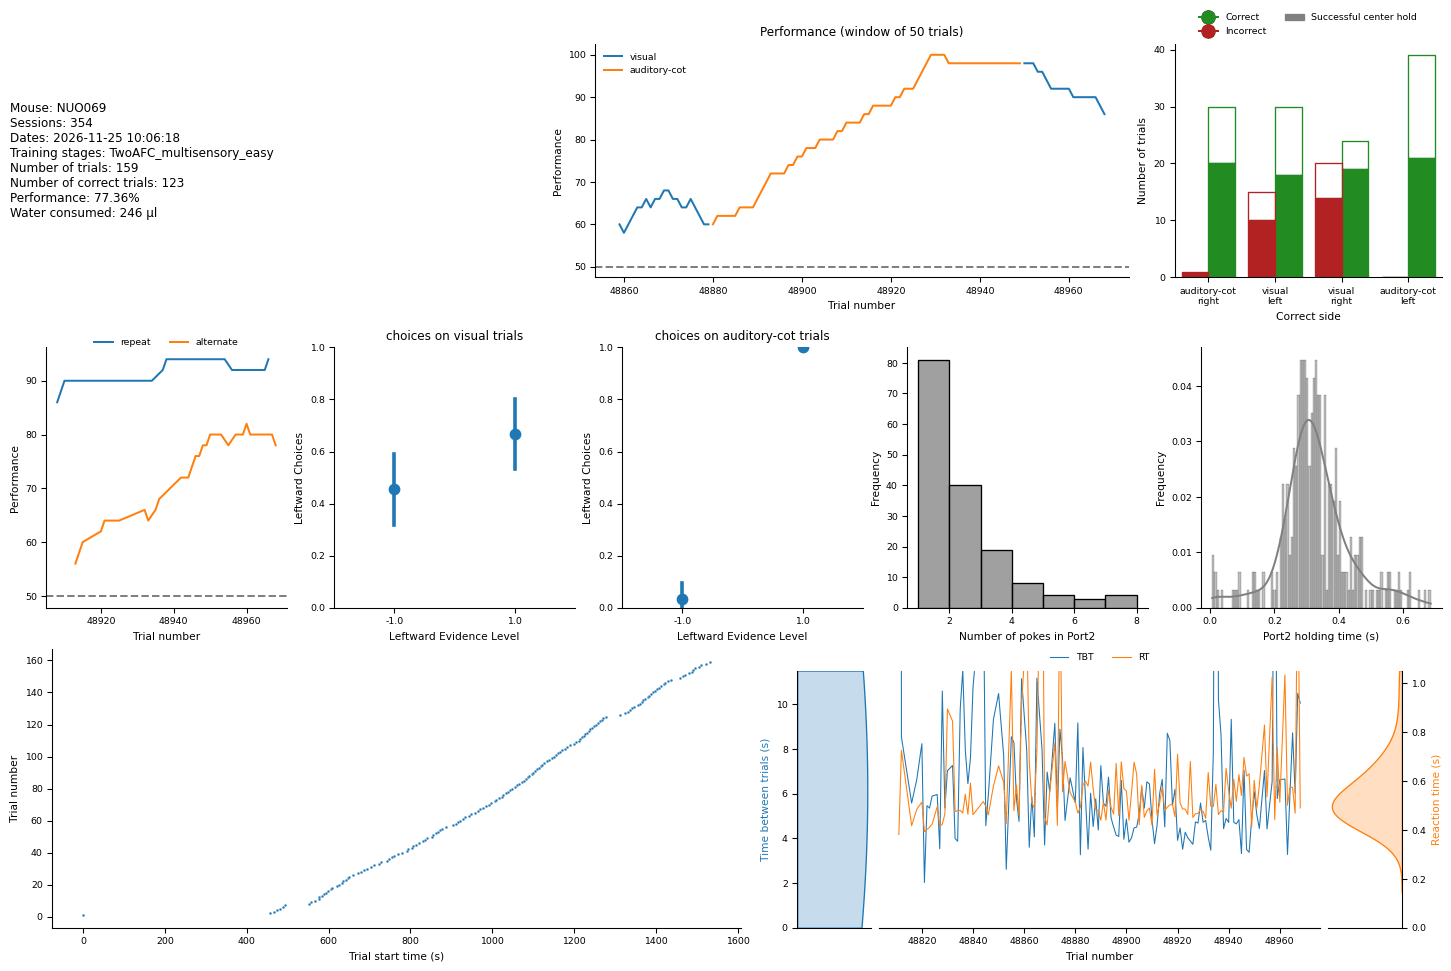 Mouse: NUO069
Sessions: 354
Dates: 2026-11-25 10:06:18
Training stages: TwoAFC_multisensory_easy
Number of trials: 159
Number of correct trials: 123
Performance: 77.36%
Water consumed: 246 µl
Performance (window of 50 trials)
visual
auditory-cot
100
90
80
70
60
50
Performance
48860 48880 48900 48920 48940 48960
Trial number
Correct
Incorrect
Successful center hold
40
30
20
10
0
Number of trials
auditory-cot right
visual left
visual right
auditory-cot left
Correct side
repeat alternate
90
80
70
60
50
Performance
48920 48940 48960
Trial number
choices on visual trials
1.0
0.8
0.6
0.4
0.2
0.0
Leftward Choices
-1.0 1.0
Leftward Evidence Level
choices on auditory-cot trials
1.0
0.8
0.6
0.4
0.2
0.0
Leftward Choices
-1.0 1.0
Leftward Evidence Level
80
70
60
50
40
30
20
10
0
Frequency
2 4 6 8
Number of pokes in Port2
0.04
0.03
0.02
0.01
0.00
Frequency
0.0 0.2 0.4 0.6
Port2 holding time (s)
160
140
120
100
80
60
40
20
0
Trial number
0 200 400 600 800 1000 1200 1400 1600
Trial start time (s)
TBT RT
10
8
6
4
2
0
Time between trials (s)
48820 48840 48860 48880 48900 48920 48940 48960
Trial number
1.0
0.8
0.6
0.4
0.2
0.0
Reaction time (s)